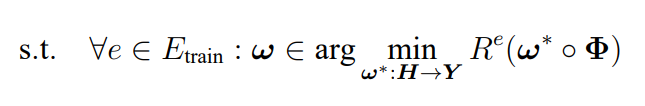 s.t. ∀e ∈ E_train : ω ∈ arg min_{ω*:H→Y} R^e(ω* ∘ Φ)